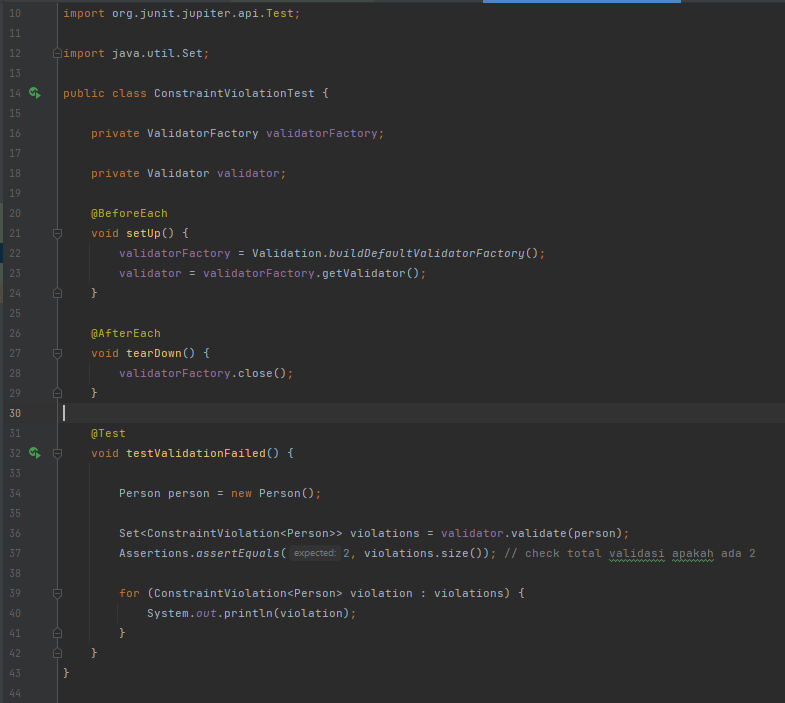 10 import org.junit.jupiter.api.Test;
11
12 import java.util.Set;
13
14 public class ConstraintViolationTest {
15
16 private ValidatorFactory validatorFactory;
17
18 private Validator validator;
19
20 @BeforeEach
21 void setUp() {
22 validatorFactory = Validation.buildDefaultValidatorFactory();
23 validator = validatorFactory.getValidator();
24 }
25
26 @AfterEach
27 void tearDown() {
28 validatorFactory.close();
29 }
30
31 @Test
32 void testValidationFailed() {
33
34 Person person = new Person();
35
36 Set<ConstraintViolation<Person>> violations = validator.validate(person);
37 Assertions.assertEquals( expected: 2, violations.size()); // check total validasi apakah ada 2
38
39 for (ConstraintViolation<Person> violation : violations) {
40 System.out.println(violation);
41 }
42 }
43 }
44